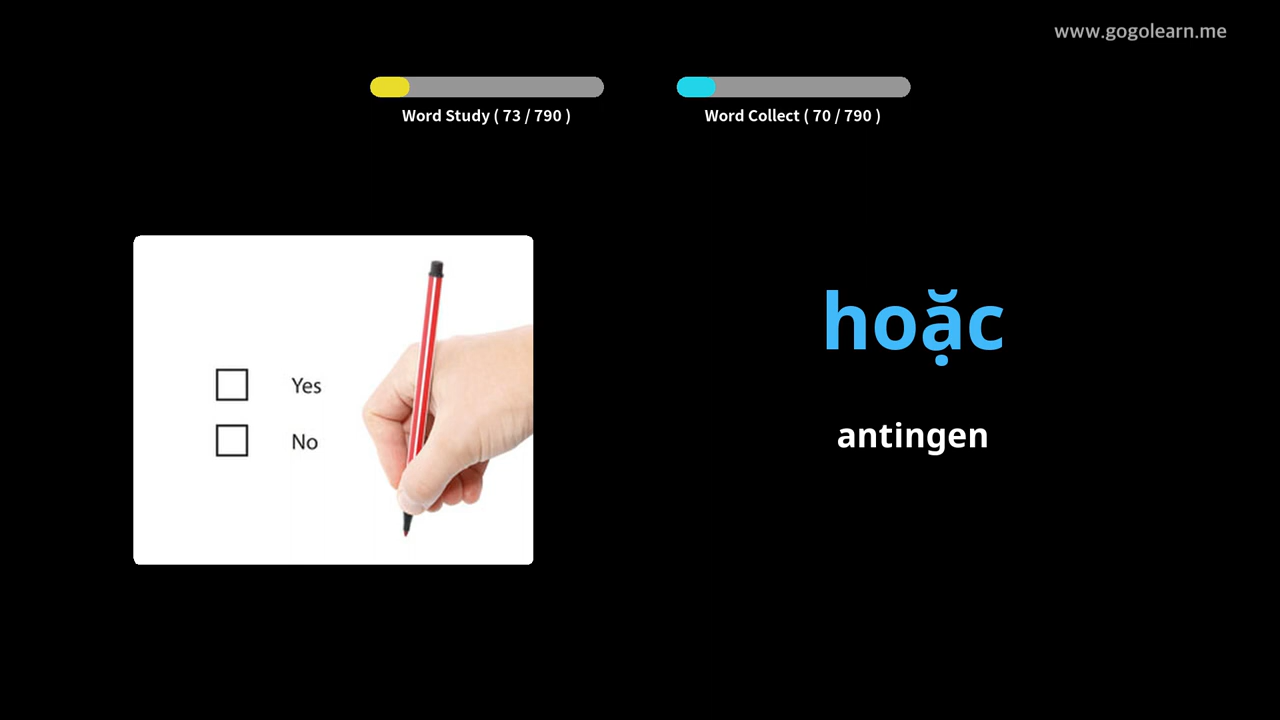 www.gogolearn.me
Word Study ( 73 / 790 )
Word Collect ( 70 / 790 )
Yes
No
hoặc
antingen